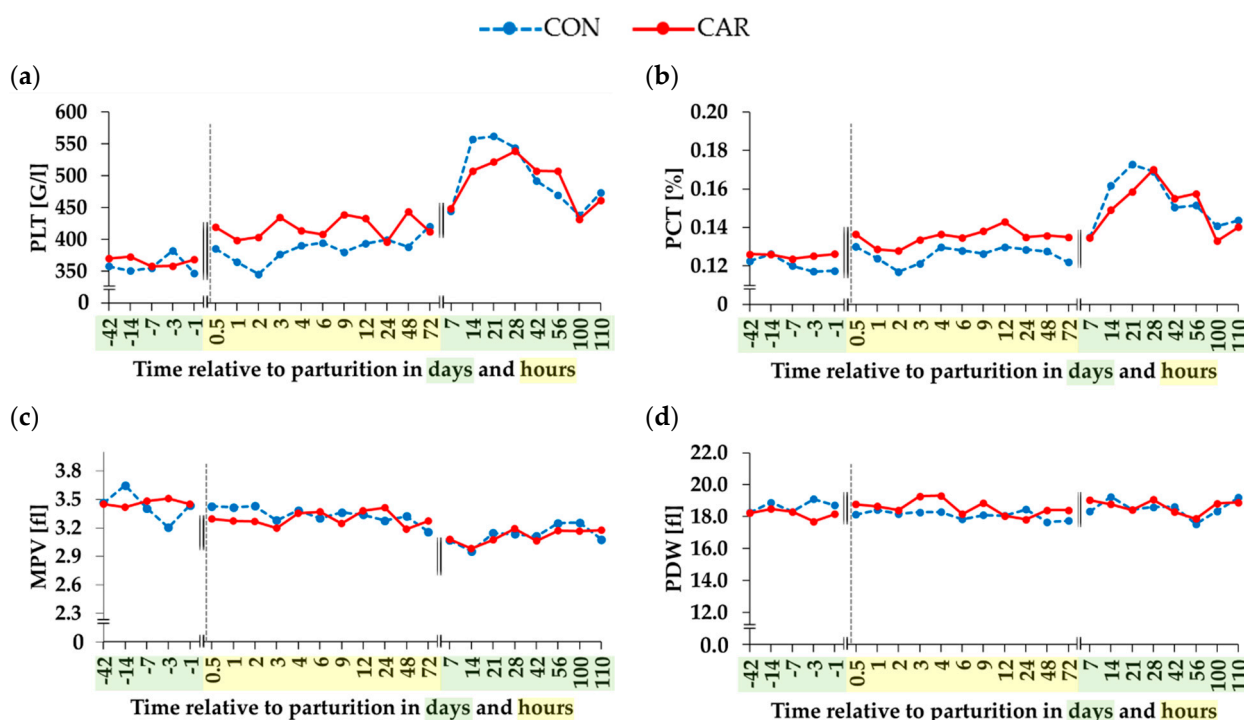 CON CAR
(a) (b)
600
550
500
450
400
350
0
PLT [G/l]
-42 -14 -7 -3 -1 0.5 1 2 3 4 6 9 12 24 48 72 7 14 21 28 42 56 100 110
Time relative to parturition in days and hours
0.20
0.18
0.16
0.14
0.12
0
PCT [%]
-42 -14 -7 -3 -1 0.5 1 2 3 4 6 9 12 24 48 72 7 14 21 28 42 56 100 110
Time relative to parturition in days and hours
(c) (d)
3.8
3.5
3.2
2.9
2.6
2.3
0
MPV [fl]
-42 -14 -7 -3 -1 0.5 1 2 3 4 6 9 12 24 48 72 7 14 21 28 42 56 100 110
Time relative to parturition in days and hours
22.0
20.0
18.0
16.0
14.0
12.0
0.0
PDW [fl]
-42 -14 -7 -3 -1 0.5 1 2 3 4 6 9 12 24 48 72 7 14 21 28 42 56 100 110
Time relative to parturition in days and hours